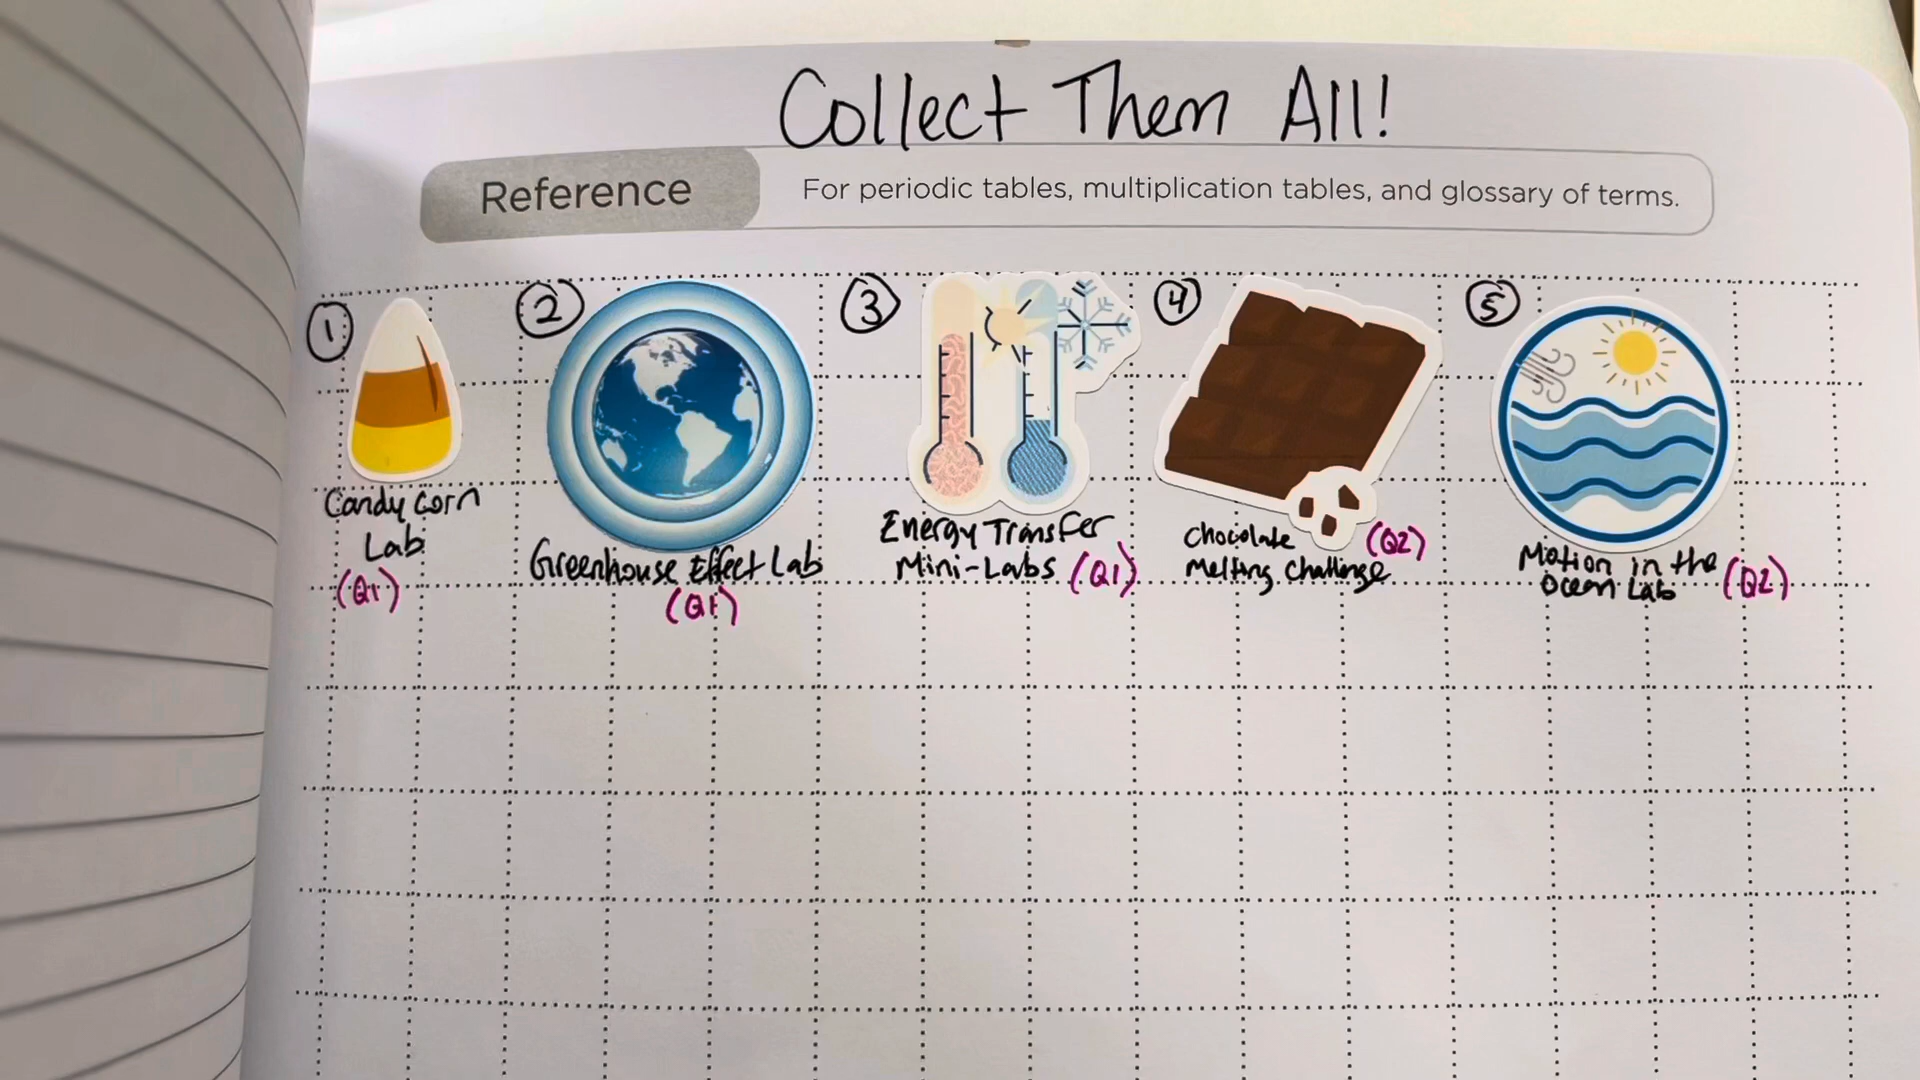 Collect Them All!
Reference
For periodic tables, multiplication tables, and glossary of terms.
1
2
3
4
5
Candy Corn
Lab
(Q1)
Greenhouse Effect Lab
(Q1)
Energy Transfer
Mini-Labs (Q1)
Chocolate (Q2)
Melting Challenge
Motion in the
Ocean Lab (Q2)